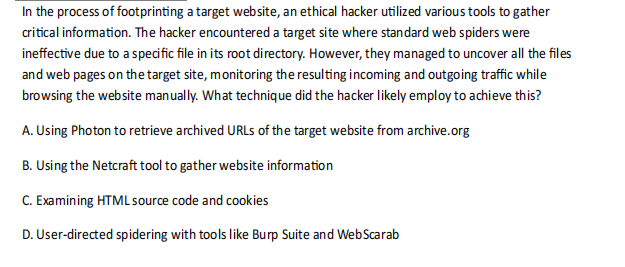 In the process of footprinting a target website, an ethical hacker utilized various tools to gather
critical information. The hacker encountered a target site where standard web spiders were
ineffective due to a specific file in its root directory. However, they managed to uncover all the files
and web pages on the target site, monitoring the resulting incoming and outgoing traffic while
browsing the website manually. What technique did the hacker likely employ to achieve this?
A. Using Photon to retrieve archived URLs of the target website from archive.org
B. Using the Netcraft tool to gather website information
C. Examining HTML source code and cookies
D. User-directed spidering with tools like Burp Suite and WebScarab